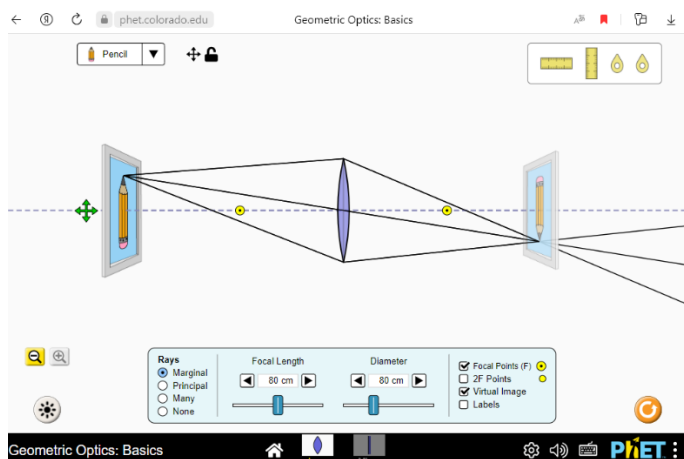 phet.colorado.edu
Geometric Optics: Basics
Pencil
Rays
Marginal
Principal
Many
None
Focal Length
80 cm
Diameter
80 cm
Focal Points (F)
2F Points
Virtual Image
Labels
Geometric Optics: Basics
PhET